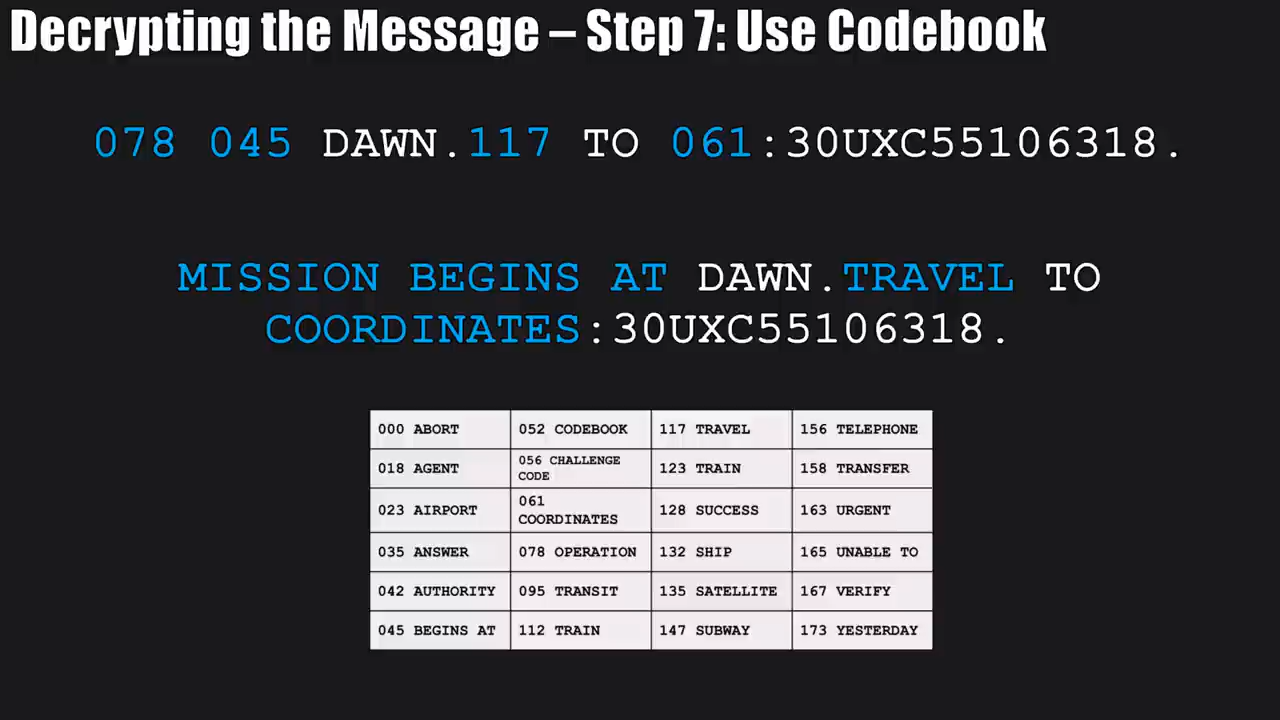 Decrypting the Message – Step 7: Use Codebook
078 045 DAWN.117 TO 061:30UXC55106318.
MISSION BEGINS AT DAWN.TRAVEL TO
COORDINATES:30UXC55106318.
000 ABORT 052 CODEBOOK 117 TRAVEL 156 TELEPHONE
018 AGENT 056 CHALLENGE CODE 123 TRAIN 158 TRANSFER
023 AIRPORT 061 COORDINATES 128 SUCCESS 163 URGENT
035 ANSWER 078 OPERATION 132 SHIP 165 UNABLE TO
042 AUTHORITY 095 TRANSIT 135 SATELLITE 167 VERIFY
045 BEGINS AT 112 TRAIN 147 SUBWAY 173 YESTERDAY